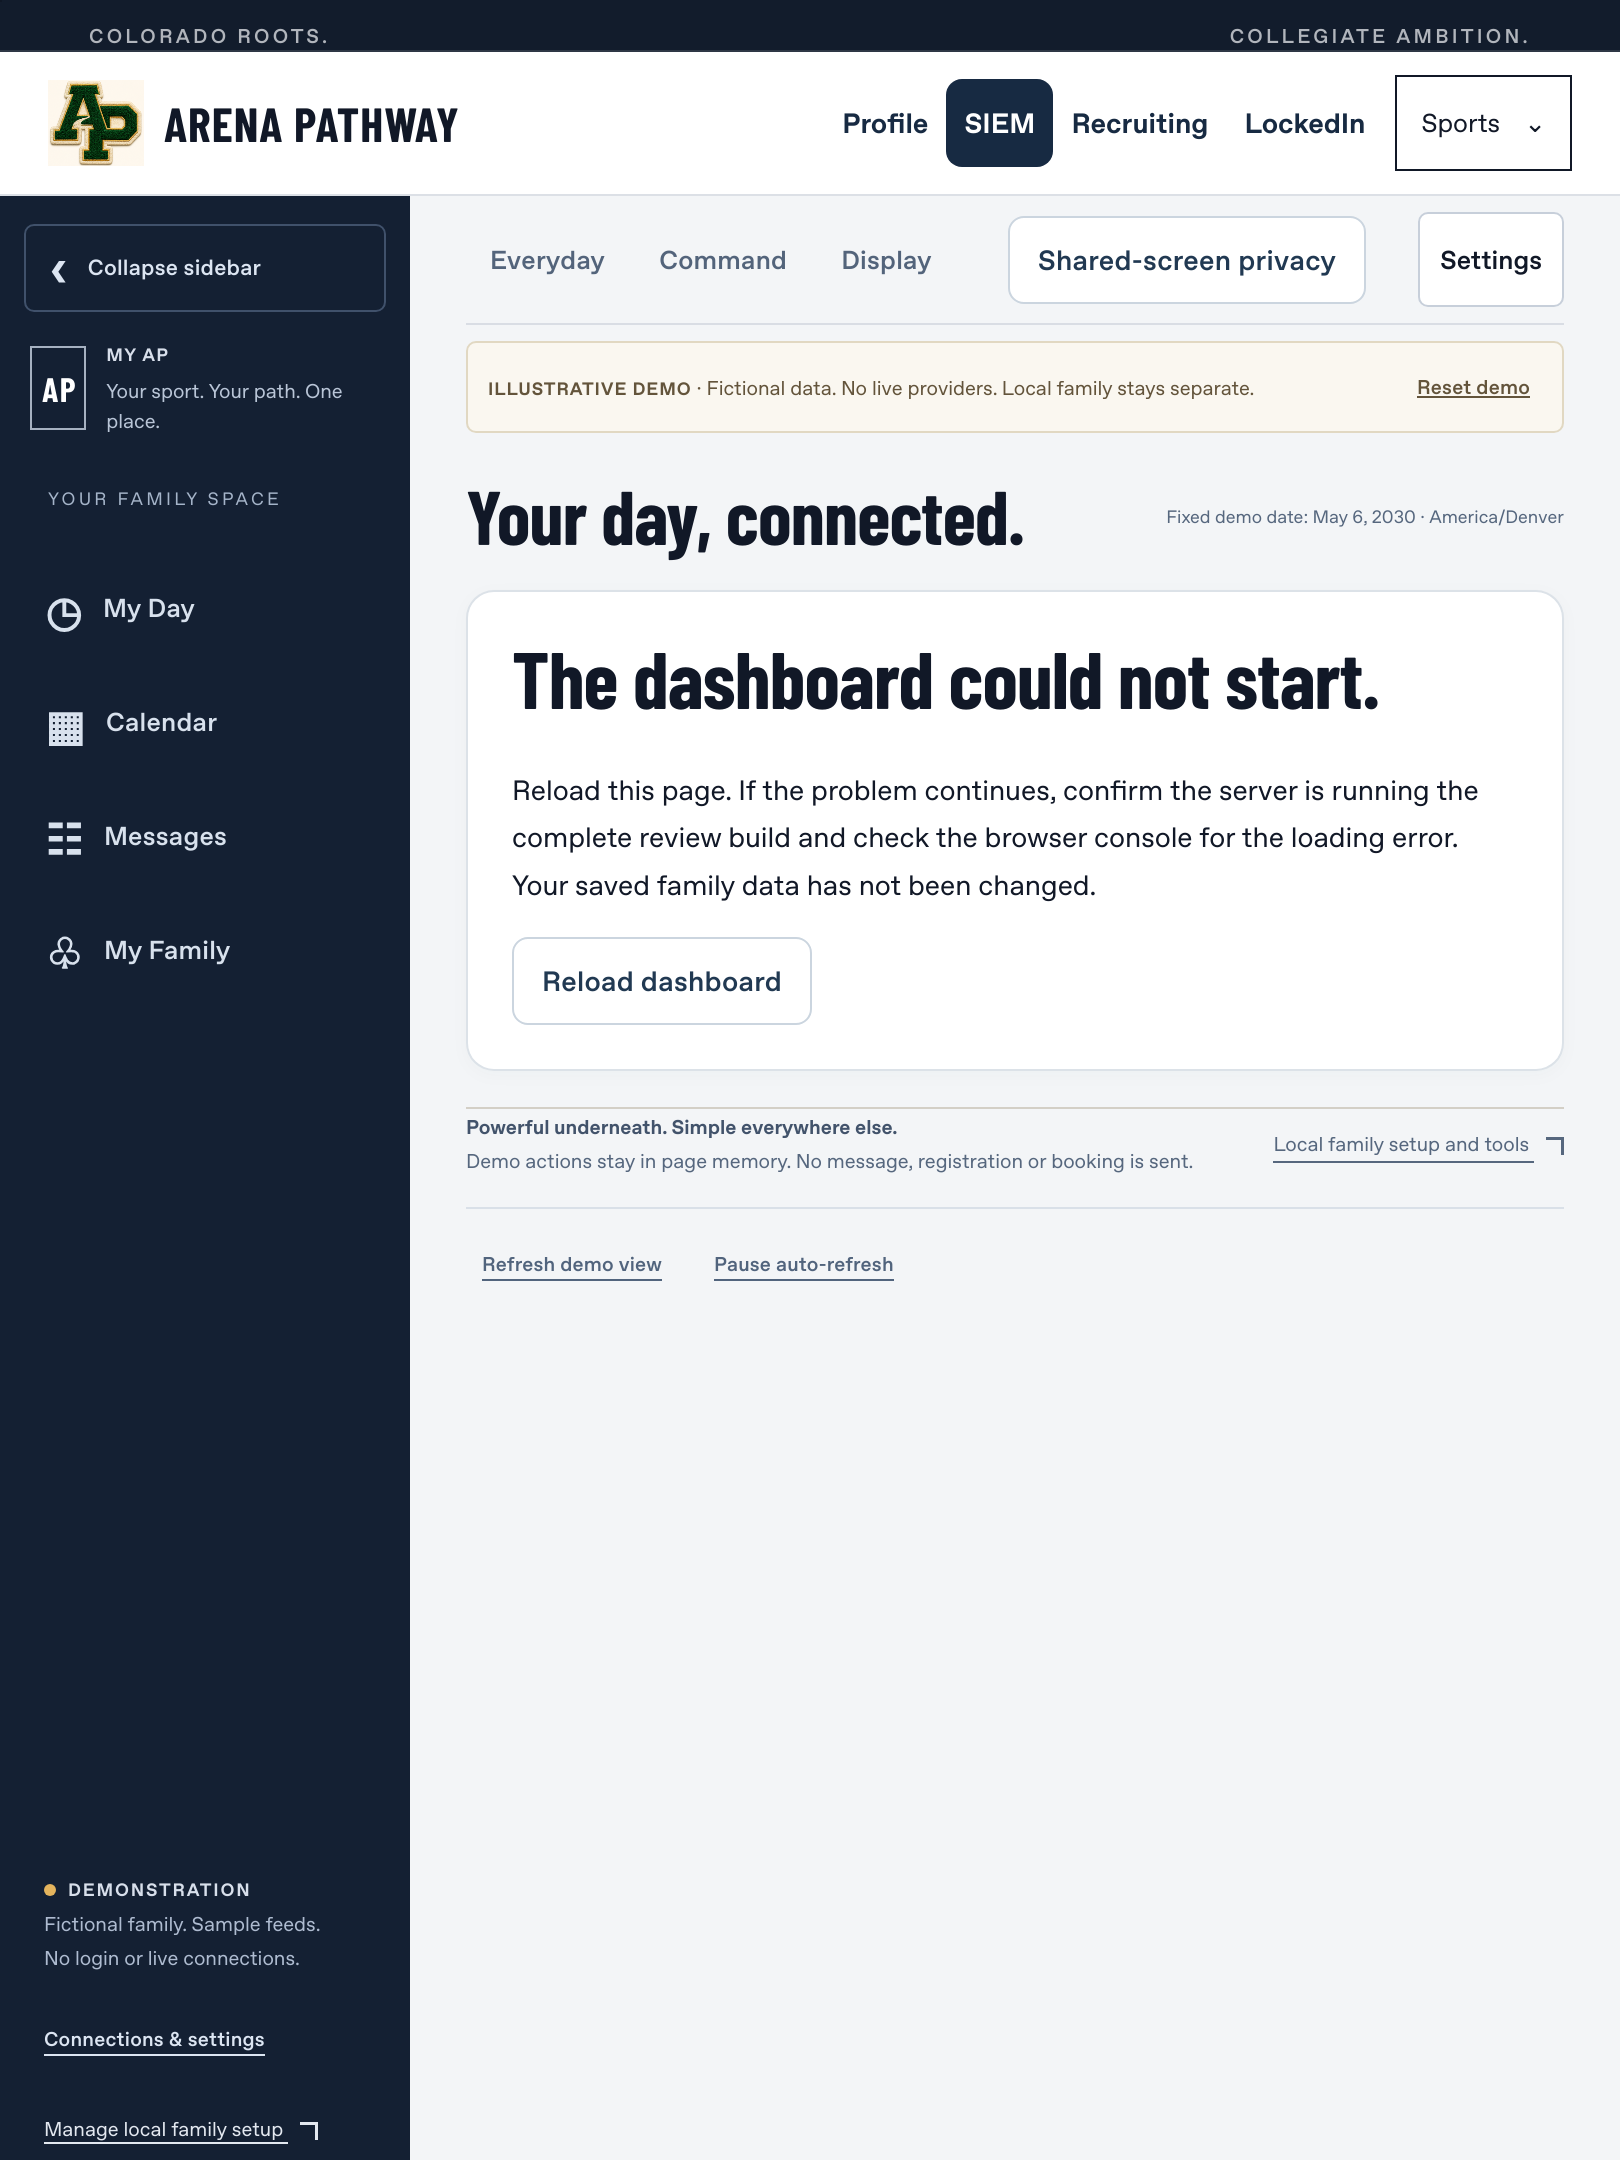 COLORADO ROOTS.
COLLEGIATE AMBITION.
AP
ARENA PATHWAY
Profile
SIEM
Recruiting
LockedIn
Sports
Collapse sidebar
AP
MY AP
Your sport. Your path. One
place.
YOUR FAMILY SPACE
My Day
Calendar
Messages
My Family
DEMONSTRATION
Fictional family. Sample feeds.
No login or live connections.
Connections & settings
Manage local family setup
Everyday
Command
Display
Shared-screen privacy
Settings
ILLUSTRATIVE DEMO · Fictional data. No live providers. Local family stays separate.
Reset demo
Your day, connected.
Fixed demo date: May 6, 2030 · America/Denver
The dashboard could not start.
Reload this page. If the problem continues, confirm the server is running the
complete review build and check the browser console for the loading error.
Your saved family data has not been changed.
Reload dashboard
Powerful underneath. Simple everywhere else.
Demo actions stay in page memory. No message, registration or booking is sent.
Local family setup and tools
Refresh demo view
Pause auto-refresh